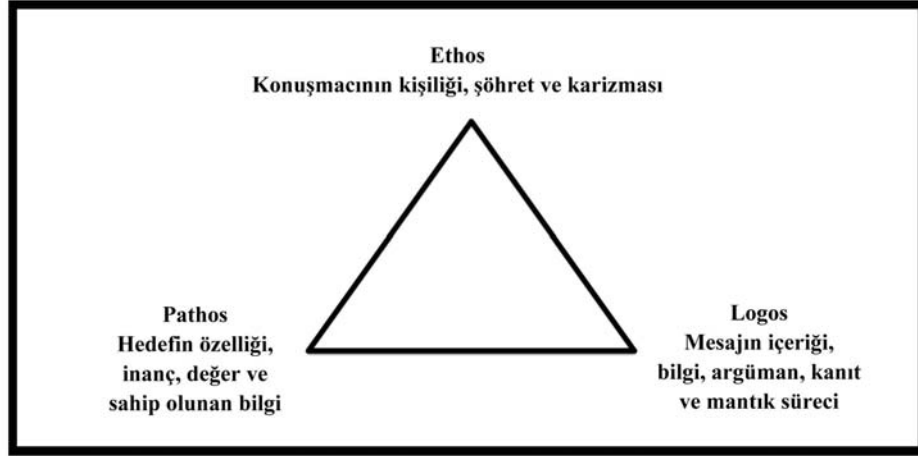 Ethos
Konuşmacının kişiliği, şöhret ve karizması
Pathos
Hedefin özelliği,
inanç, değer ve
sahip olunan bilgi
Logos
Mesajın içeriği,
bilgi, argüman, kanıt
ve mantık süreci